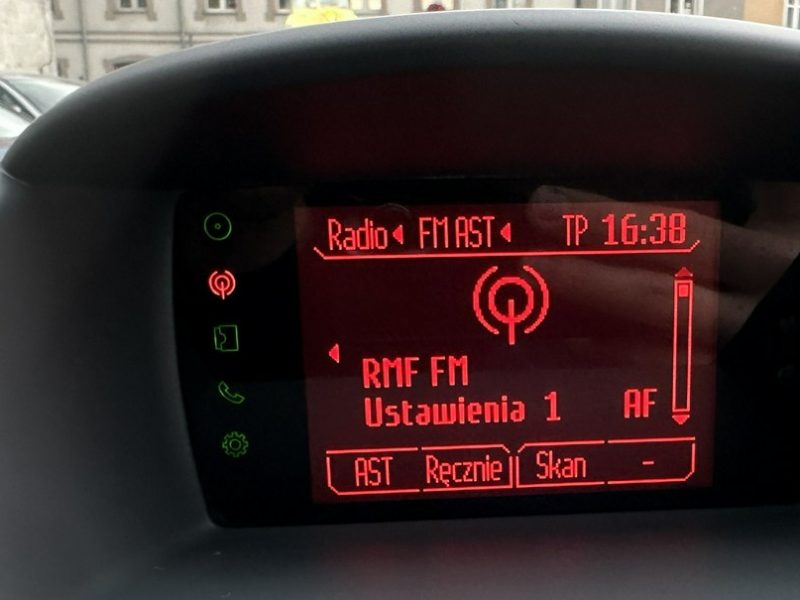 Radio FM AST TP 16:38
RMF FM
Ustawienia 1 AF
AST Ręcznie Skan -